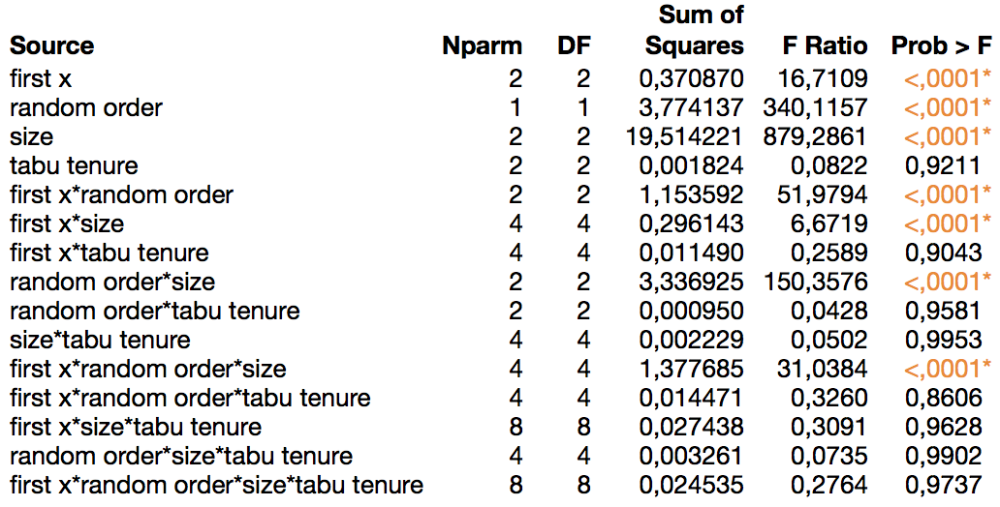 Sum of
Source Nparm DF Squares F Ratio Prob > F
first x 2 2 0,370870 16,7109 <,0001*
random order 1 1 3,774137 340,1157 <,0001*
size 2 2 19,514221 879,2861 <,0001*
tabu tenure 2 2 0,001824 0,0822 0,9211
first x*random order 2 2 1,153592 51,9794 <,0001*
first x*size 4 4 0,296143 6,6719 <,0001*
first x*tabu tenure 4 4 0,011490 0,2589 0,9043
random order*size 2 2 3,336925 150,3576 <,0001*
random order*tabu tenure 2 2 0,000950 0,0428 0,9581
size*tabu tenure 4 4 0,002229 0,0502 0,9953
first x*random order*size 4 4 1,377685 31,0384 <,0001*
first x*random order*tabu tenure 4 4 0,014471 0,3260 0,8606
first x*size*tabu tenure 8 8 0,027438 0,3091 0,9628
random order*size*tabu tenure 4 4 0,003261 0,0735 0,9902
first x*random order*size*tabu tenure 8 8 0,024535 0,2764 0,9737